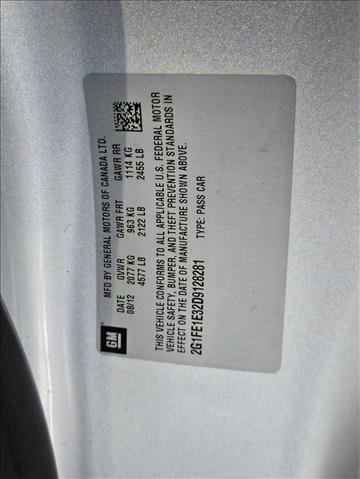 GM
MFD BY GENERAL MOTORS OF CANADA LTD.
DATE GVWR GAWR FRT GAWR RR
08/12 2077 KG 963 KG 1114 KG
4577 LB 2122 LB 2455 LB
THIS VEHICLE CONFORMS TO ALL APPLICABLE U.S. FEDERAL MOTOR
VEHICLE SAFETY, BUMPER, AND THEFT PREVENTION STANDARDS IN
EFFECT ON THE DATE OF MANUFACTURE SHOWN ABOVE.
2G1FE1E32D9126281 TYPE: PASS CAR